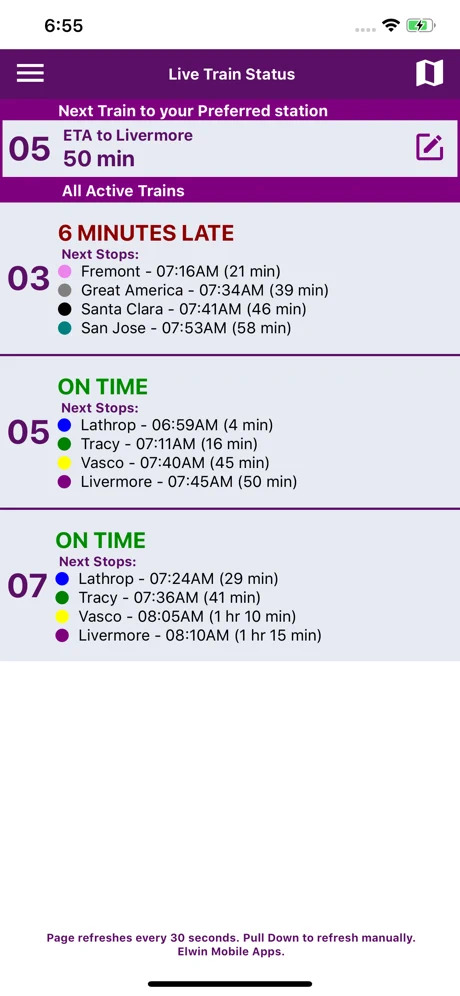 6:55
Live Train Status
Next Train to your Preferred station
05
ETA to Livermore
50 min
All Active Trains
03
6 MINUTES LATE
Next Stops:
Fremont - 07:16AM (21 min)
Great America - 07:34AM (39 min)
Santa Clara - 07:41AM (46 min)
San Jose - 07:53AM (58 min)
05
ON TIME
Next Stops:
Lathrop - 06:59AM (4 min)
Tracy - 07:11AM (16 min)
Vasco - 07:40AM (45 min)
Livermore - 07:45AM (50 min)
07
ON TIME
Next Stops:
Lathrop - 07:24AM (29 min)
Tracy - 07:36AM (41 min)
Vasco - 08:05AM (1 hr 10 min)
Livermore - 08:10AM (1 hr 15 min)
Page refreshes every 30 seconds. Pull Down to refresh manually.
Elwin Mobile Apps.